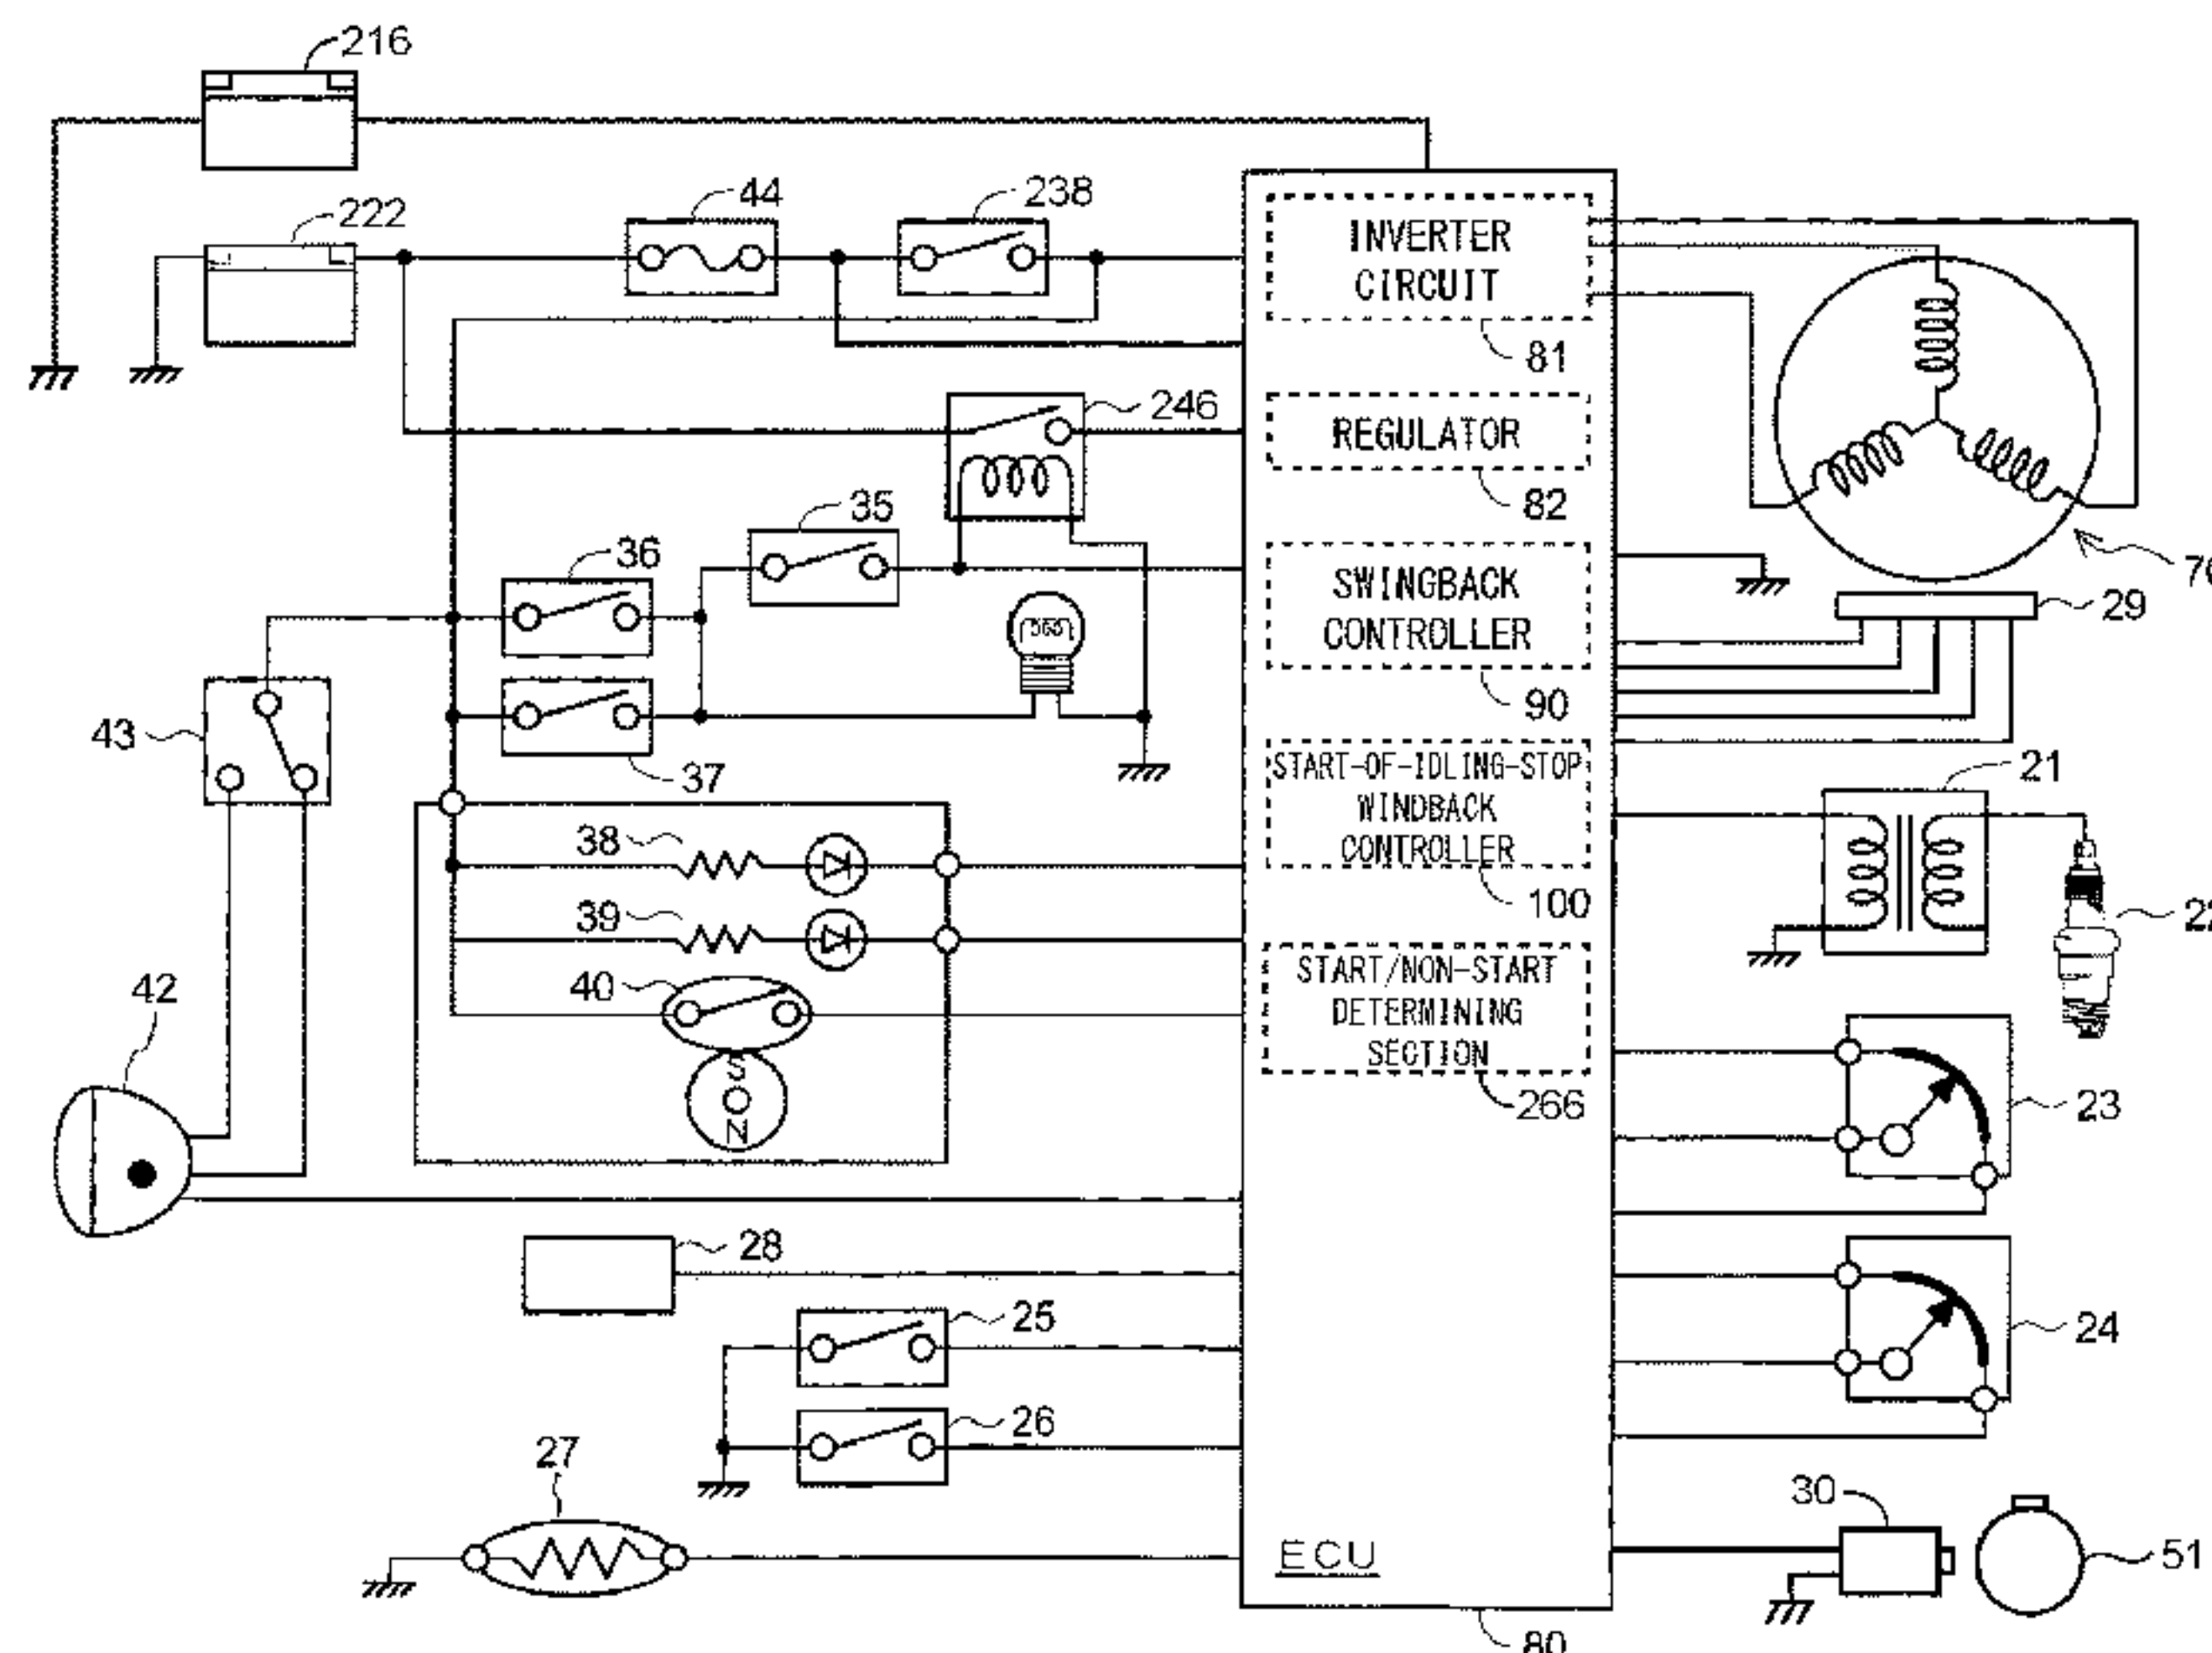 216
222
44
238
INVERTER
CIRCUIT
81
246
REGULATOR
82
35
36
SWINGBACK
CONTROLLER
90
29
43
37
START-OF-IDLING-STOP
WINDBACK
CONTROLLER
100
21
38
39
40
S
N
42
START/NON-START
DETERMINING
SECTION
266
23
28
25
24
26
27
30
51
ECU
80